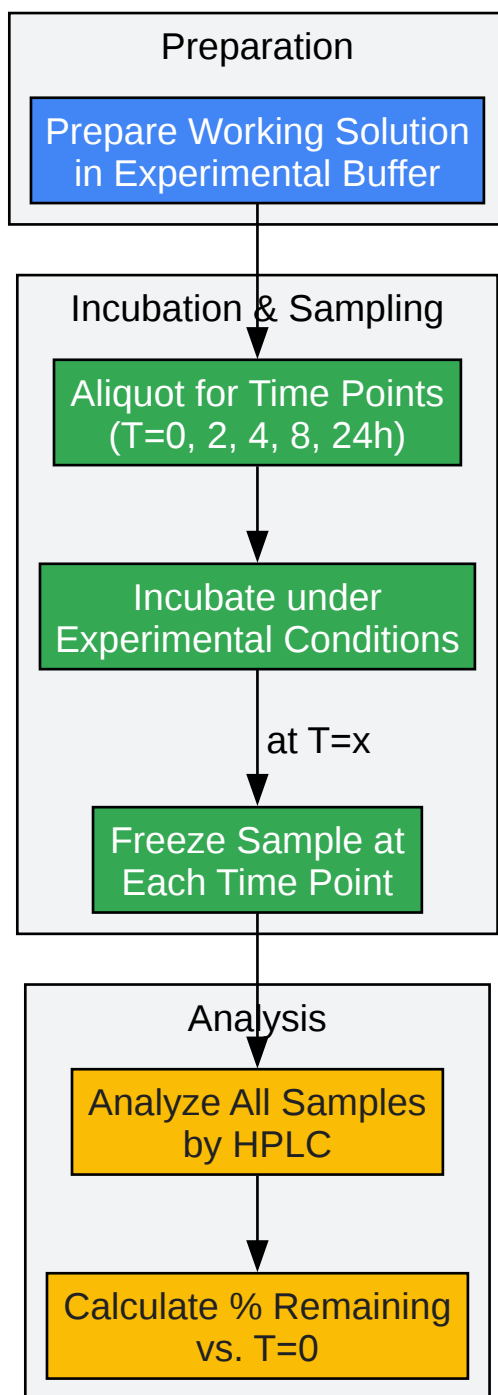 Preparation
Prepare Working Solution
in Experimental Buffer
Incubation & Sampling
Aliquot for Time Points
(T=0, 2, 4, 8, 24h)
Incubate under
Experimental Conditions
at T=x
Freeze Sample at
Each Time Point
Analysis
Analyze All Samples
by HPLC
Calculate % Remaining
vs. T=0